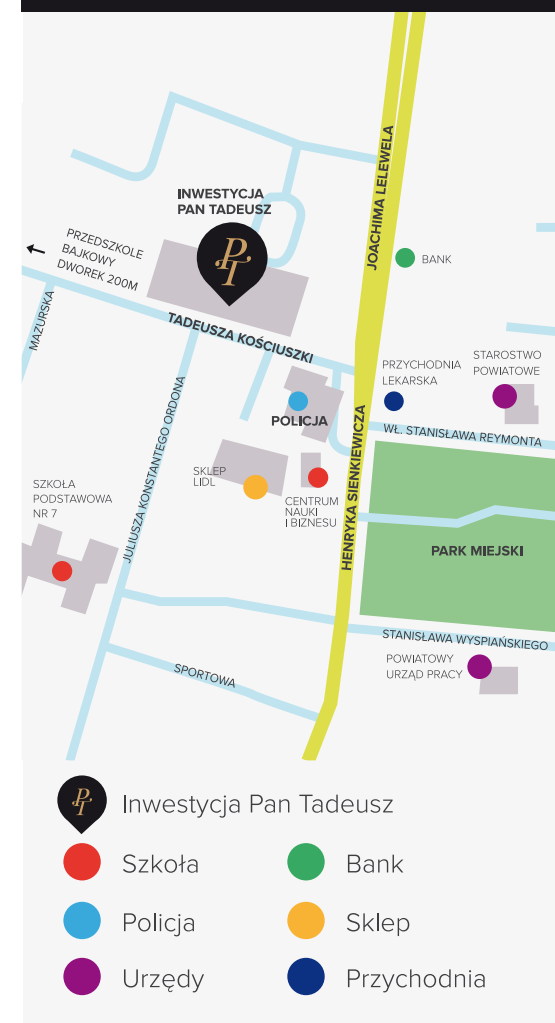 JOACHIMA LELEWELA
INWESTYCJA
PAN TADEUSZ
PT
PRZEDSZKOLE
BAJKOWY
DWOREK 200M
BANK
MAZURSKA
TADEUSZA KOŚCIUSZKI
STAROSTWO
POWIATOWE
PRZYCHODNIA
LEKARSKA
POLICJA
WŁ. STANISŁAWA REYMONTA
JULIUSZA KONSTANTEGO ORDONA
HENRYKA SIENKIEWICZA
SKLEP
LIDL
SZKOŁA
PODSTAWOWA
NR 7
CENTRUM
NAUKI
I BIZNESU
PARK MIEJSKI
STANISŁAWA WYSPIAŃSKIEGO
POWIATOWY
URZĄD PRACY
SPORTOWA
PT
Inwestycja Pan Tadeusz
Szkoła
Bank
Policja
Sklep
Urzędy
Przychodnia